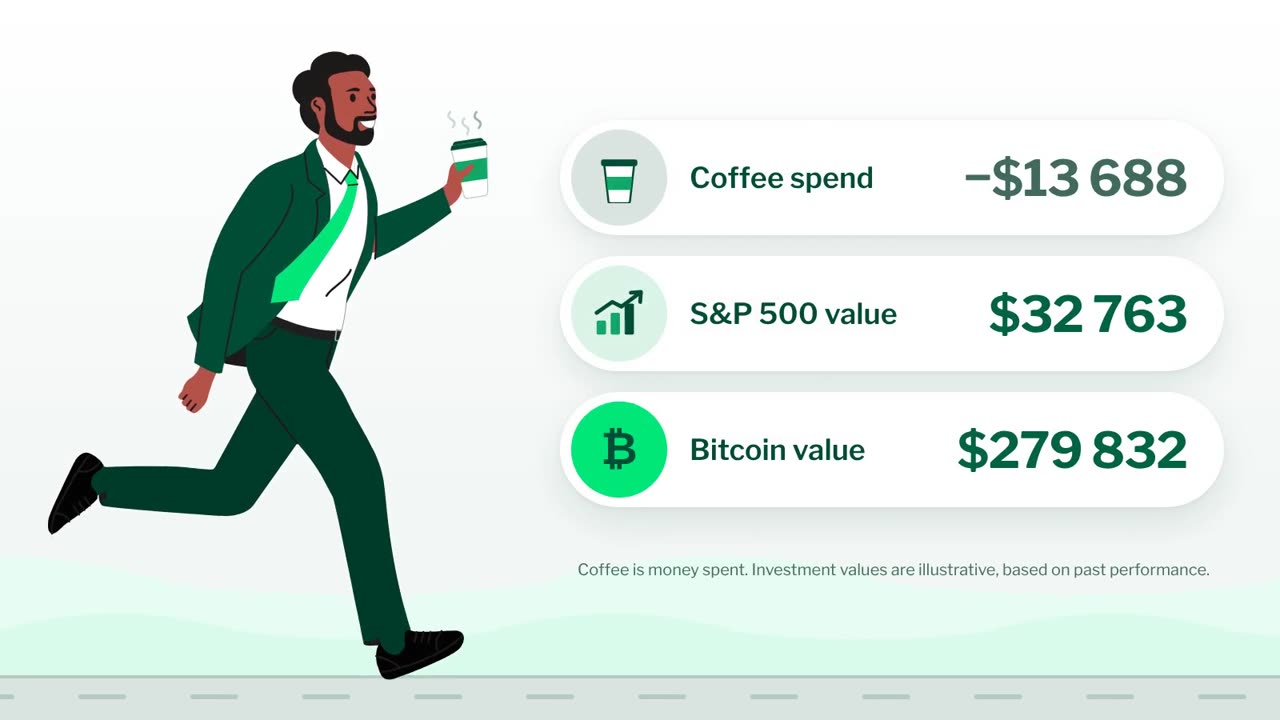 Coffee spend
−$13 688
S&P 500 value
$32 763
Bitcoin value
$279 832
Coffee is money spent. Investment values are illustrative, based on past performance.